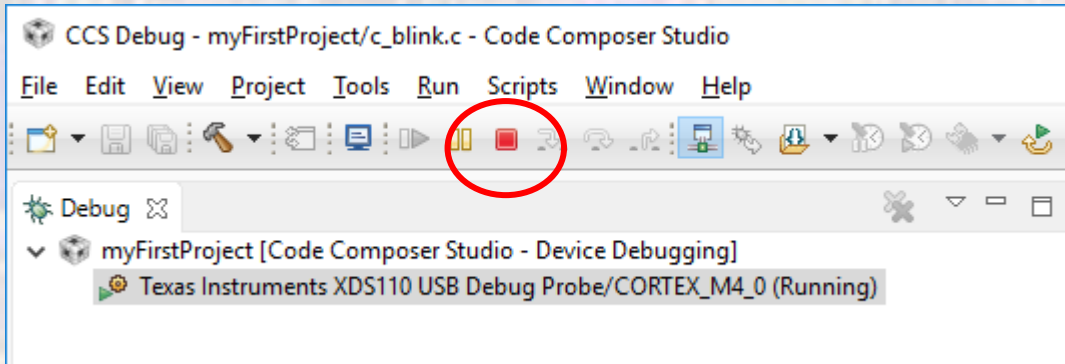 CCS Debug - myFirstProject/c_blink.c - Code Composer Studio
File Edit View Project Tools Run Scripts Window Help
Debug
myFirstProject [Code Composer Studio - Device Debugging]
Texas Instruments XDS110 USB Debug Probe/CORTEX_M4_0 (Running)